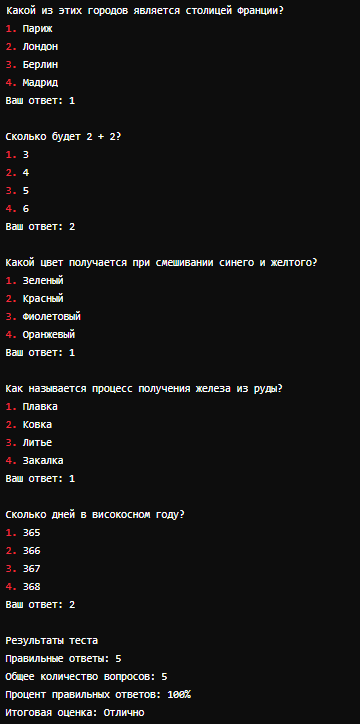 Какой из этих городов является столицей Франции?
1. Париж
2. Лондон
3. Берлин
4. Мадрид
Ваш ответ: 1
Сколько будет 2 + 2?
1. 3
2. 4
3. 5
4. 6
Ваш ответ: 2
Какой цвет получается при смешивании синего и желтого?
1. Зеленый
2. Красный
3. Фиолетовый
4. Оранжевый
Ваш ответ: 1
Как называется процесс получения железа из руды?
1. Плавка
2. Ковка
3. Литье
4. Закалка
Ваш ответ: 1
Сколько дней в високосном году?
1. 365
2. 366
3. 367
4. 368
Ваш ответ: 2
Результаты теста
Правильные ответы: 5
Общее количество вопросов: 5
Процент правильных ответов: 100%
Итоговая оценка: Отлично